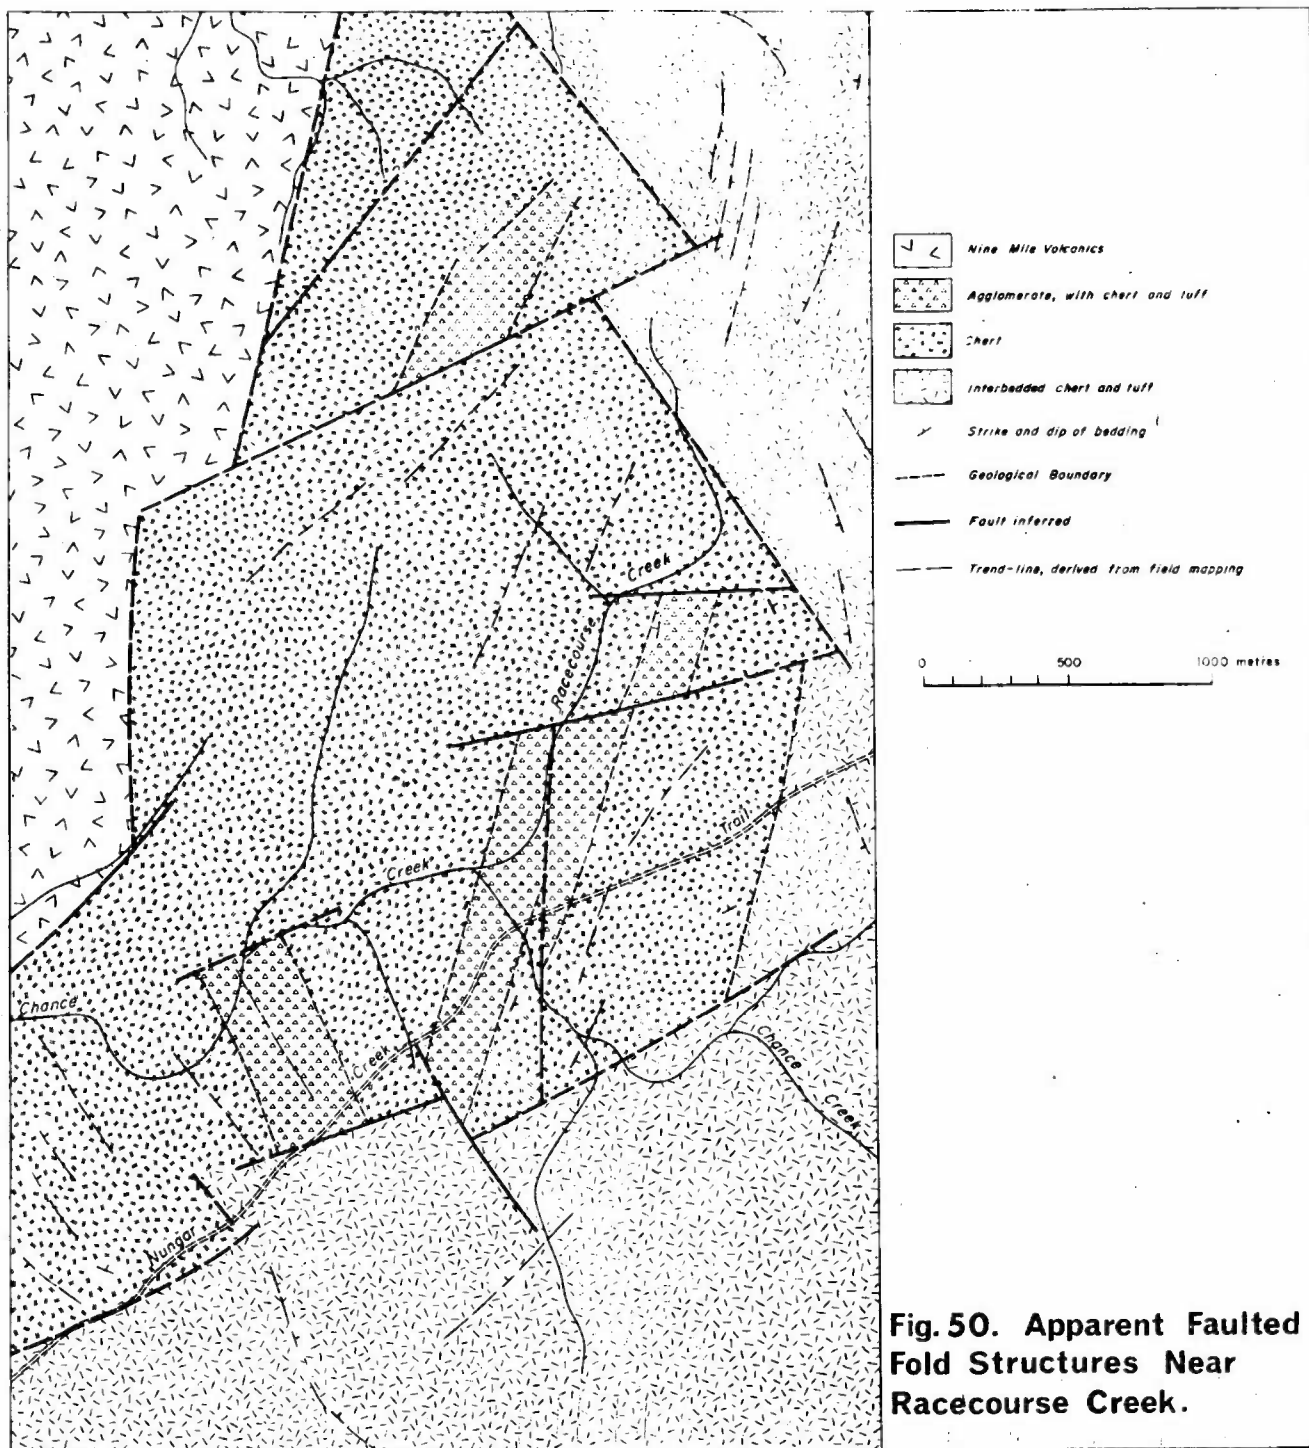 Nine Mile Volcanics
Agglomerate, with chert and tuff
Chert
Interbedded chert and tuff
Strike and dip of bedding
Geological Boundary
Fault inferred
Trend-line, derived from field mapping
0 500 1000 metres
Creek
Racecourse
Trail
Creek
Chance
Creek
Chance
Creek
Nungar
Fig. 50. Apparent Faulted
Fold Structures Near
Racecourse Creek.